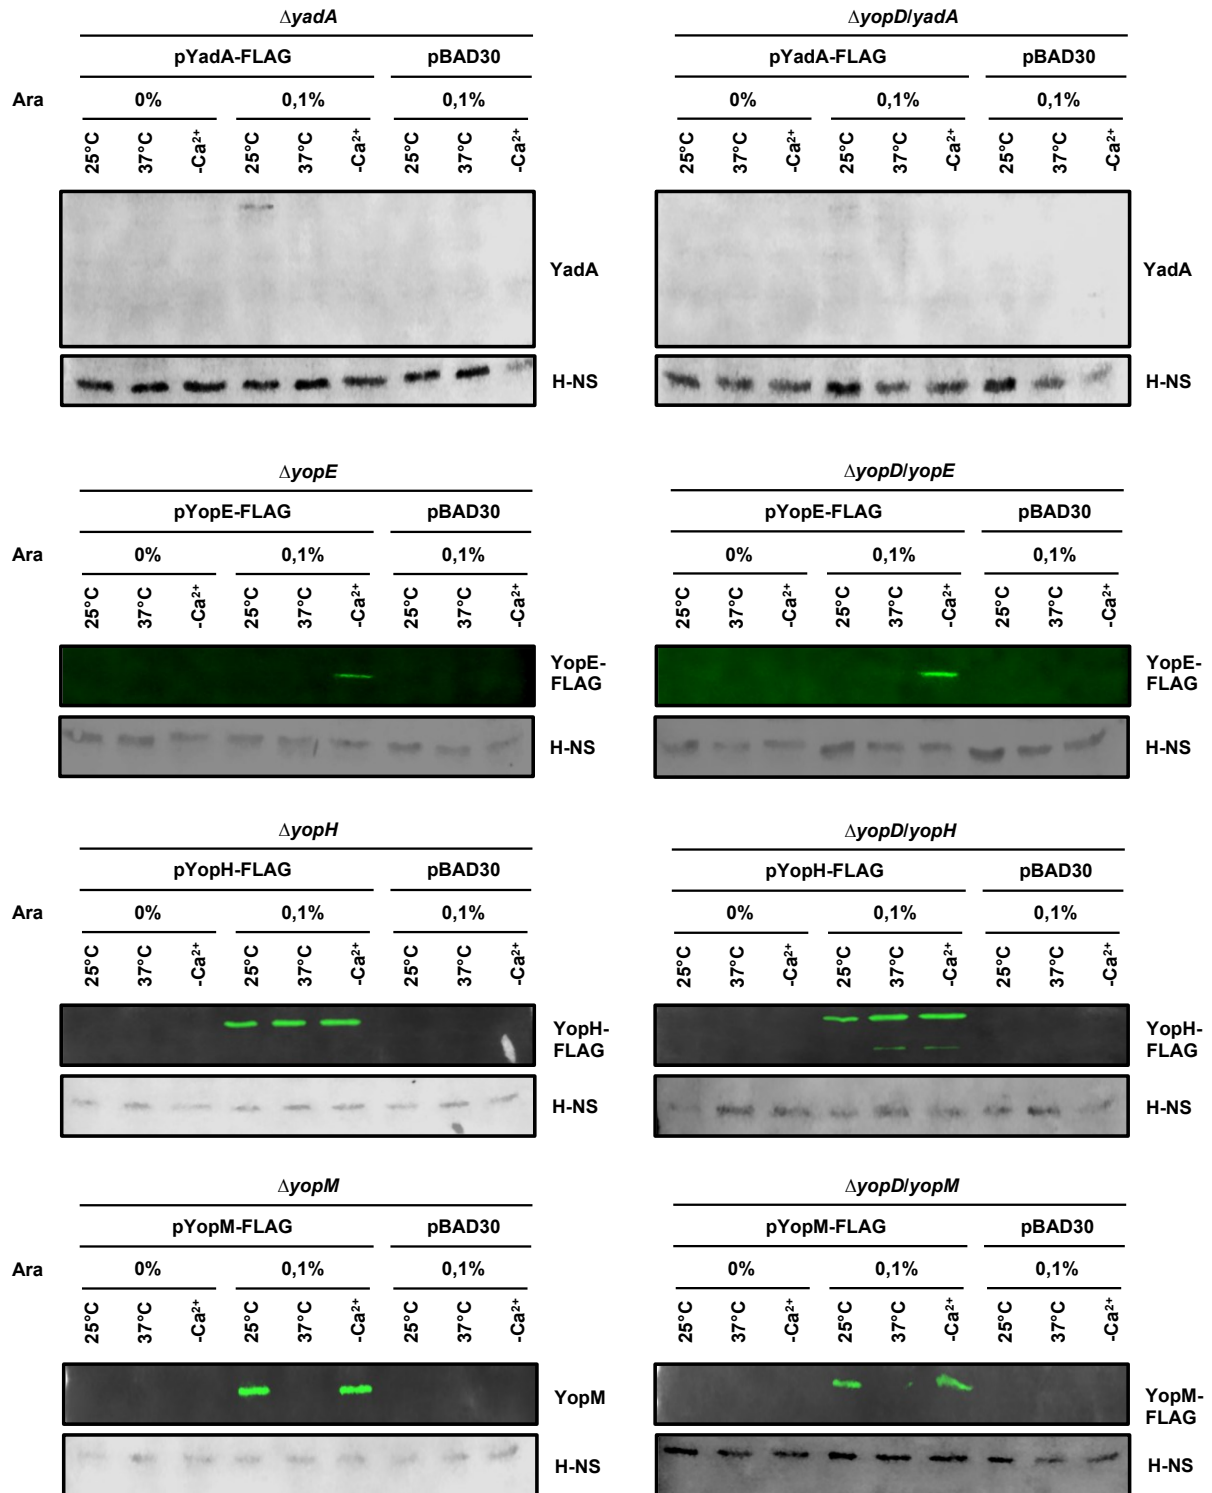 ΔyadA ΔyopD/yadA
pYadA-FLAG pBAD30 pYadA-FLAG pBAD30
Ara 0% 0,1% 0,1% 0% 0,1% 0,1%
25°C 37°C -Ca²⁺ 25°C 37°C -Ca²⁺ 25°C 37°C -Ca²⁺ 25°C 37°C -Ca²⁺ 25°C 37°C -Ca²⁺ 25°C 37°C -Ca²⁺
YadA YadA
H-NS H-NS
ΔyopE ΔyopD/yopE
pYopE-FLAG pBAD30 pYopE-FLAG pBAD30
Ara 0% 0,1% 0,1% 0% 0,1% 0,1%
25°C 37°C -Ca²⁺ 25°C 37°C -Ca²⁺ 25°C 37°C -Ca²⁺ 25°C 37°C -Ca²⁺ 25°C 37°C -Ca²⁺ 25°C 37°C -Ca²⁺
YopE- YopE-
FLAG FLAG
H-NS H-NS
ΔyopH ΔyopD/yopH
pYopH-FLAG pBAD30 pYopH-FLAG pBAD30
Ara 0% 0,1% 0,1% 0% 0,1% 0,1%
25°C 37°C -Ca²⁺ 25°C 37°C -Ca²⁺ 25°C 37°C -Ca²⁺ 25°C 37°C -Ca²⁺ 25°C 37°C -Ca²⁺ 25°C 37°C -Ca²⁺
YopH- YopH-
FLAG FLAG
H-NS H-NS
ΔyopM ΔyopD/yopM
pYopM-FLAG pBAD30 pYopM-FLAG pBAD30
Ara 0% 0,1% 0,1% 0% 0,1% 0,1%
25°C 37°C -Ca²⁺ 25°C 37°C -Ca²⁺ 25°C 37°C -Ca²⁺ 25°C 37°C -Ca²⁺ 25°C 37°C -Ca²⁺ 25°C 37°C -Ca²⁺
YopM YopM-
FLAG
H-NS H-NS